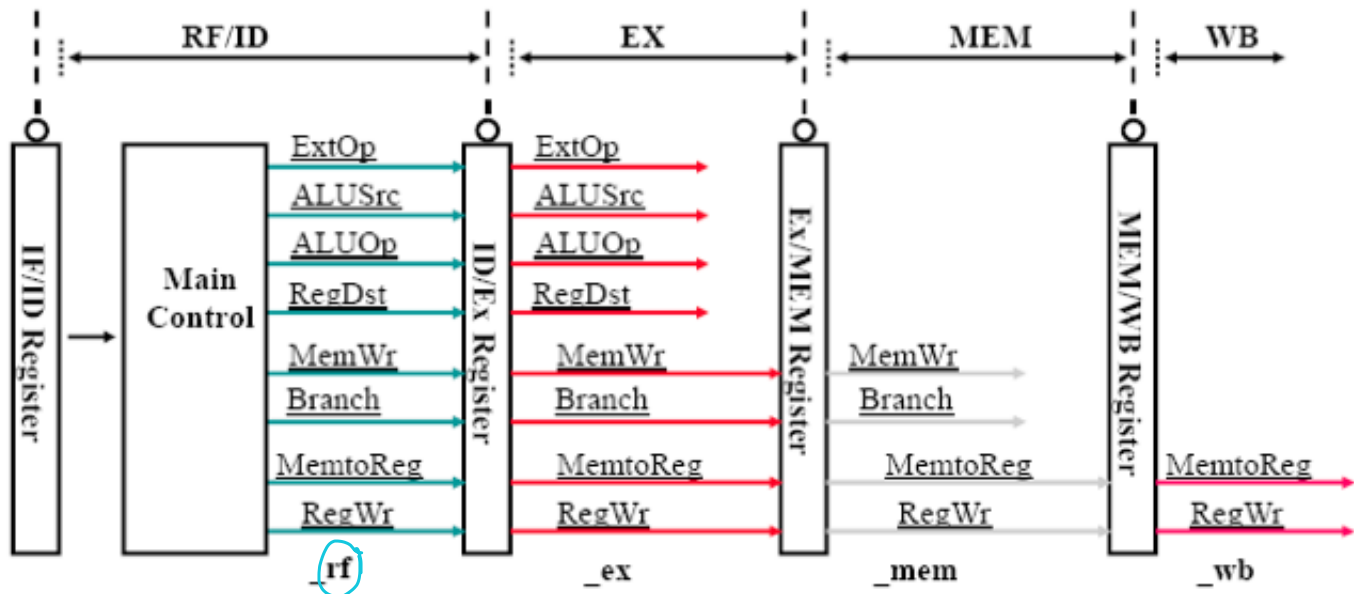 RF/ID EX MEM WB
ExtOp ExtOp
ALUSrc ALUSrc
ALUOp ALUOp
RegDst RegDst
MemWr MemWr MemWr
Branch Branch Branch
MemtoReg MemtoReg MemtoReg MemtoReg
RegWr RegWr RegWr RegWr
IF/ID Register
Main
Control
ID/Ex Register
Ex/MEM Register
MEM/WB Register
_rf _ex _mem _wb